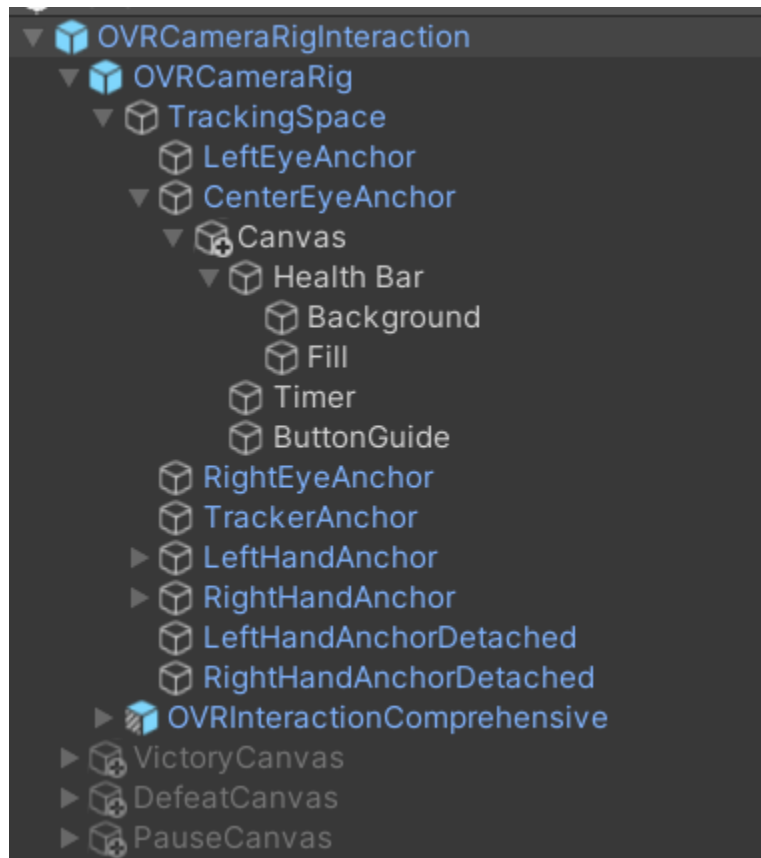 OVRCameraRigInteraction
OVRCameraRig
TrackingSpace
LeftEyeAnchor
CenterEyeAnchor
Canvas
Health Bar
Background
Fill
Timer
ButtonGuide
RightEyeAnchor
TrackerAnchor
LeftHandAnchor
RightHandAnchor
LeftHandAnchorDetached
RightHandAnchorDetached
OVRInteractionComprehensive
VictoryCanvas
DefeatCanvas
PauseCanvas